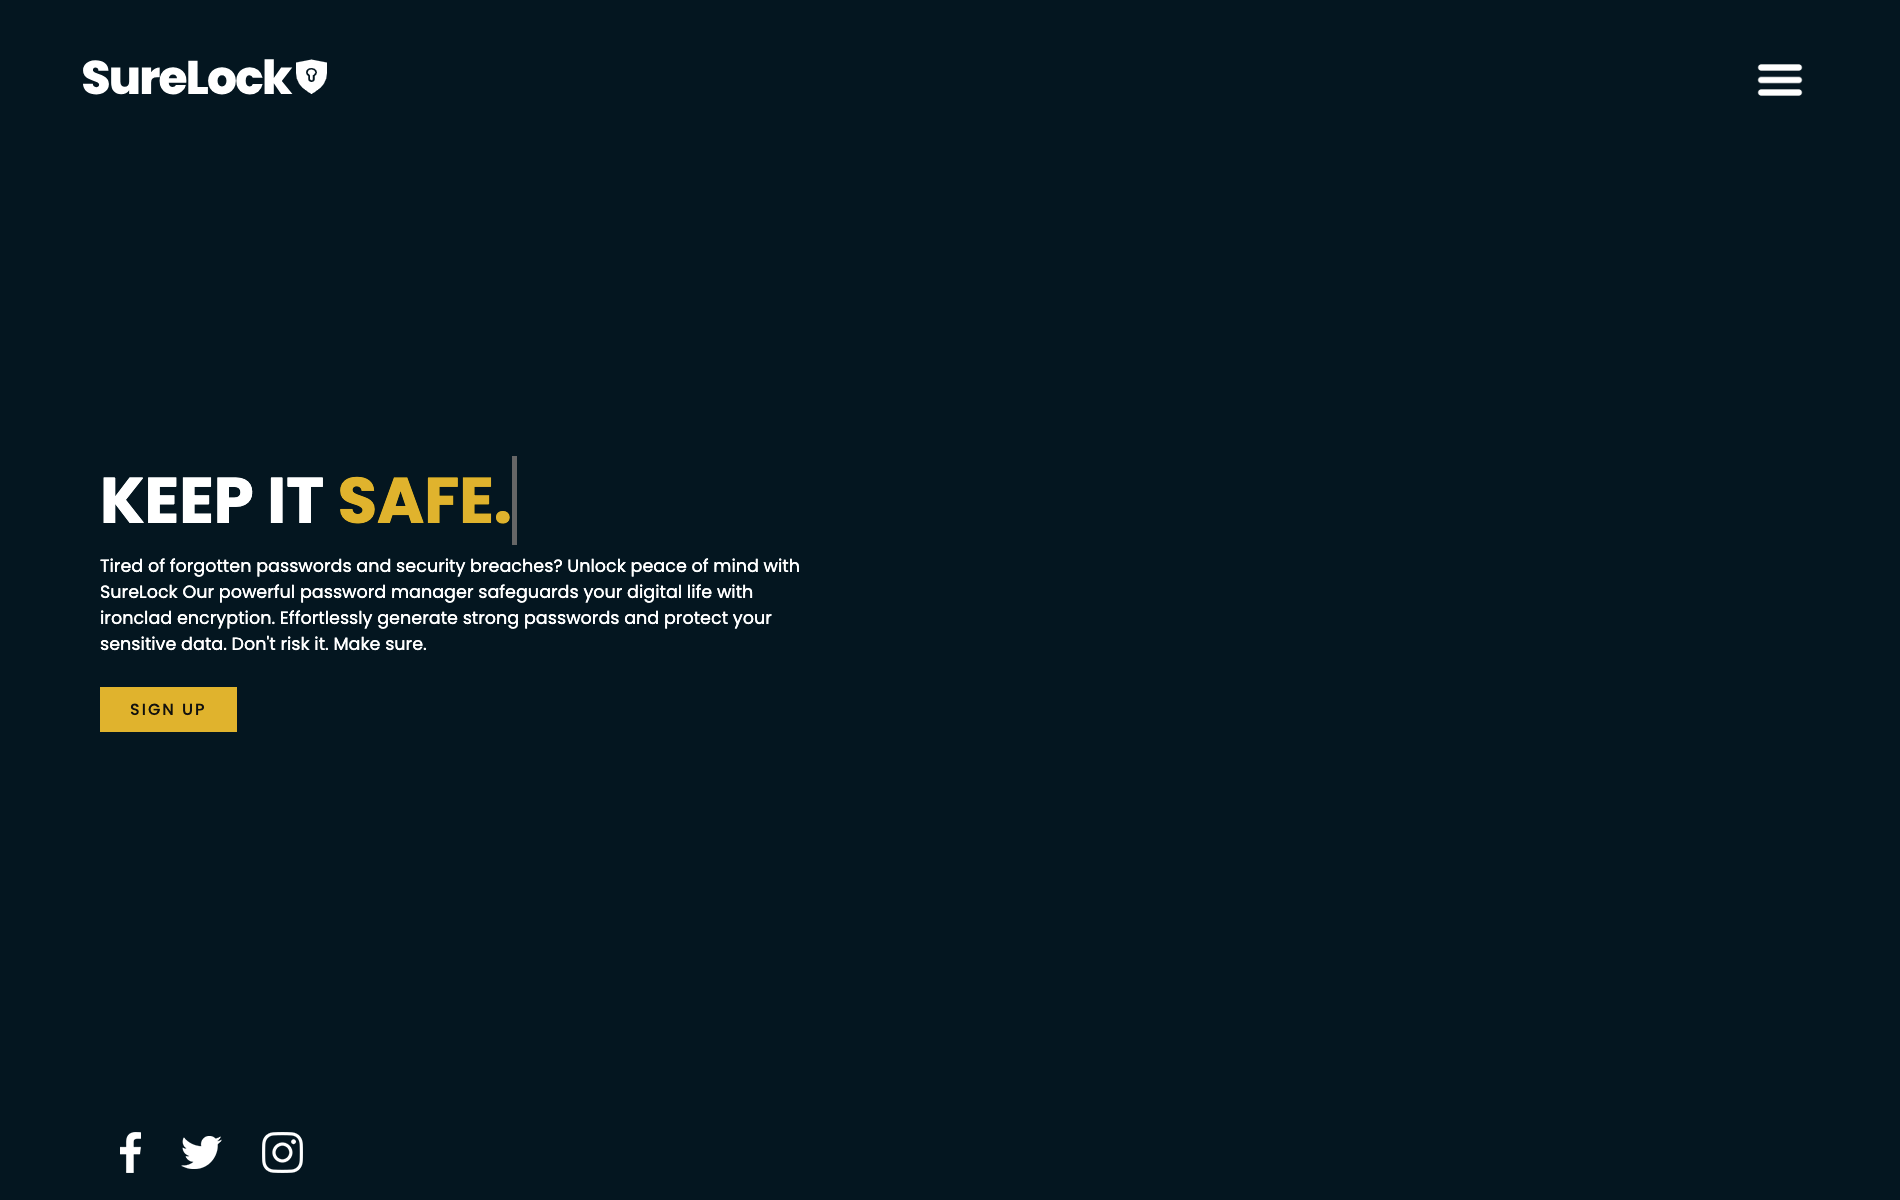 SureLock
KEEP IT SAFE.
Tired of forgotten passwords and security breaches? Unlock peace of mind with
SureLock Our powerful password manager safeguards your digital life with
ironclad encryption. Effortlessly generate strong passwords and protect your
sensitive data. Don't risk it. Make sure.
SIGN UP